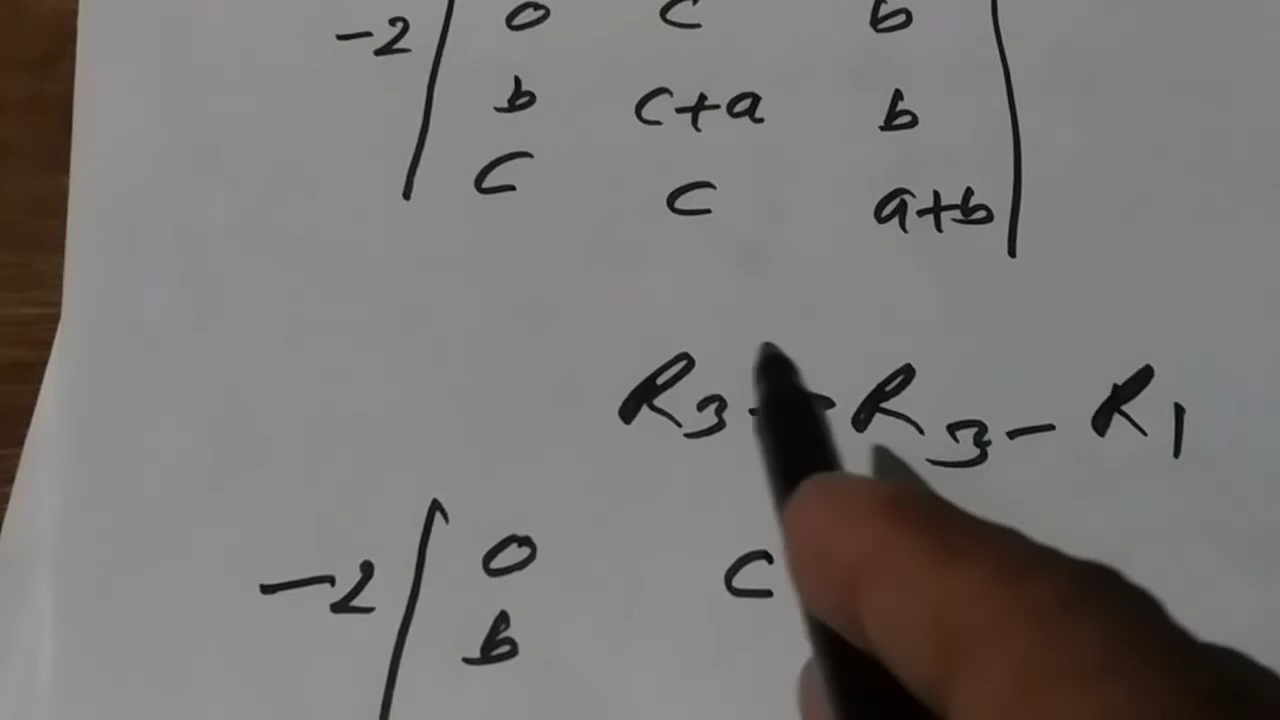 -2 | 0 c b |
b c+a b
c c a+b
R3 → R3 - R1
-2 | 0 c
b